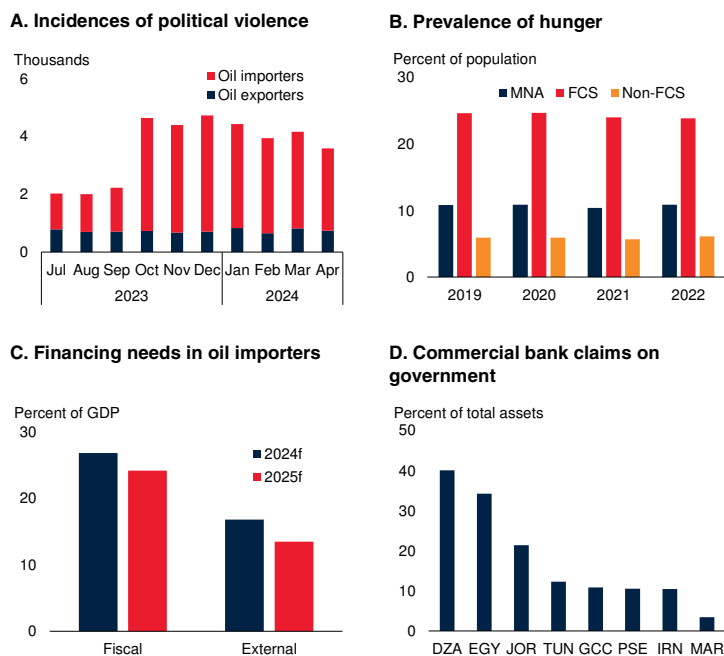 A. Incidences of political violence
Thousands
6
4
2
0
Oil importers
Oil exporters
Jul Aug Sep Oct Nov Dec Jan Feb Mar Apr
2023 2024
B. Prevalence of hunger
Percent of population
30
20
10
0
MNA FCS Non-FCS
2019 2020 2021 2022
C. Financing needs in oil importers
Percent of GDP
30
20
10
0
2024f
2025f
Fiscal External
D. Commercial bank claims on
government
Percent of total assets
50
40
30
20
10
0
DZA EGY JOR TUN GCC PSE IRN MAR